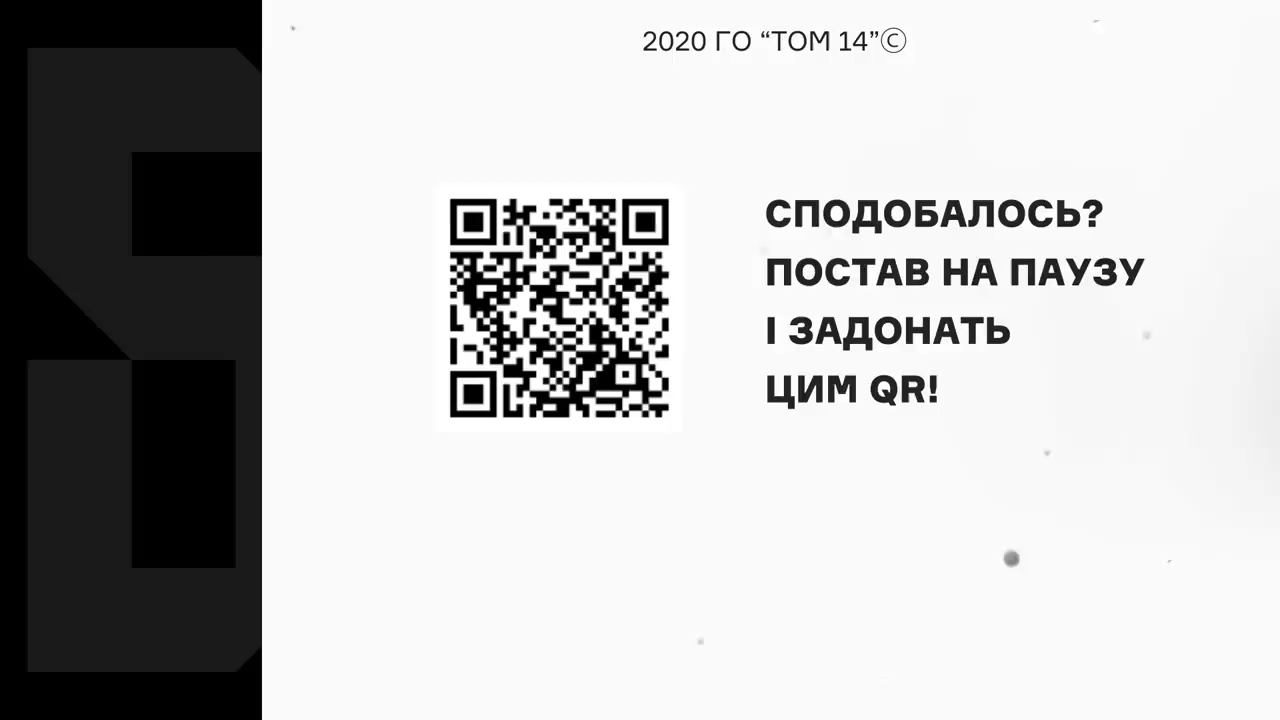 2020 ГО “ТОМ 14”Ⓒ
СПОДОБАЛОСЬ?
ПОСТАВ НА ПАУЗУ
І ЗАДОНАТЬ
ЦИМ QR!